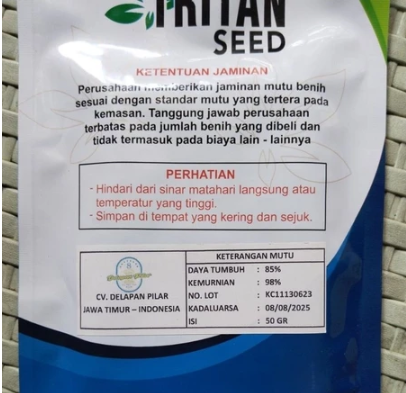 PRITAN
SEED
KETENTUAN JAMINAN
Perusahaan memberikan jaminan mutu benih
sesuai dengan standar mutu yang tertera pada
kemasan. Tanggung jawab perusahaan
terbatas pada jumlah benih yang dibeli dan
tidak termasuk pada biaya lain - lainnya
PERHATIAN
- Hindari dari sinar matahari langsung atau
temperatur yang tinggi.
- Simpan di tempat yang kering dan sejuk.
KETERANGAN MUTU
CV. DELAPAN PILAR
JAWA TIMUR – INDONESIA
DAYA TUMBUH : 85%
KEMURNIAN : 98%
NO. LOT : KC11130623
KADALUARSA : 08/08/2025
ISI : 50 GR